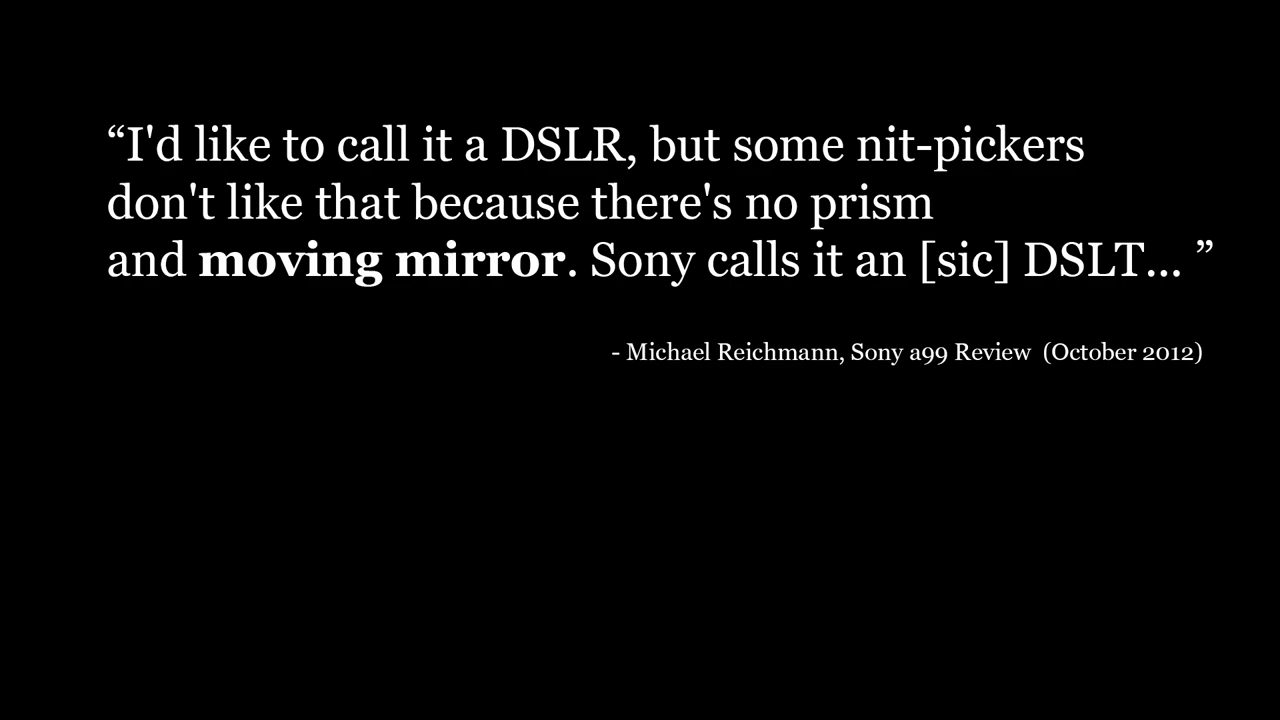 “I'd like to call it a DSLR, but some nit-pickers
don't like that because there's no prism
and moving mirror. Sony calls it an [sic] DSLT... ”
- Michael Reichmann, Sony a99 Review  (October 2012)